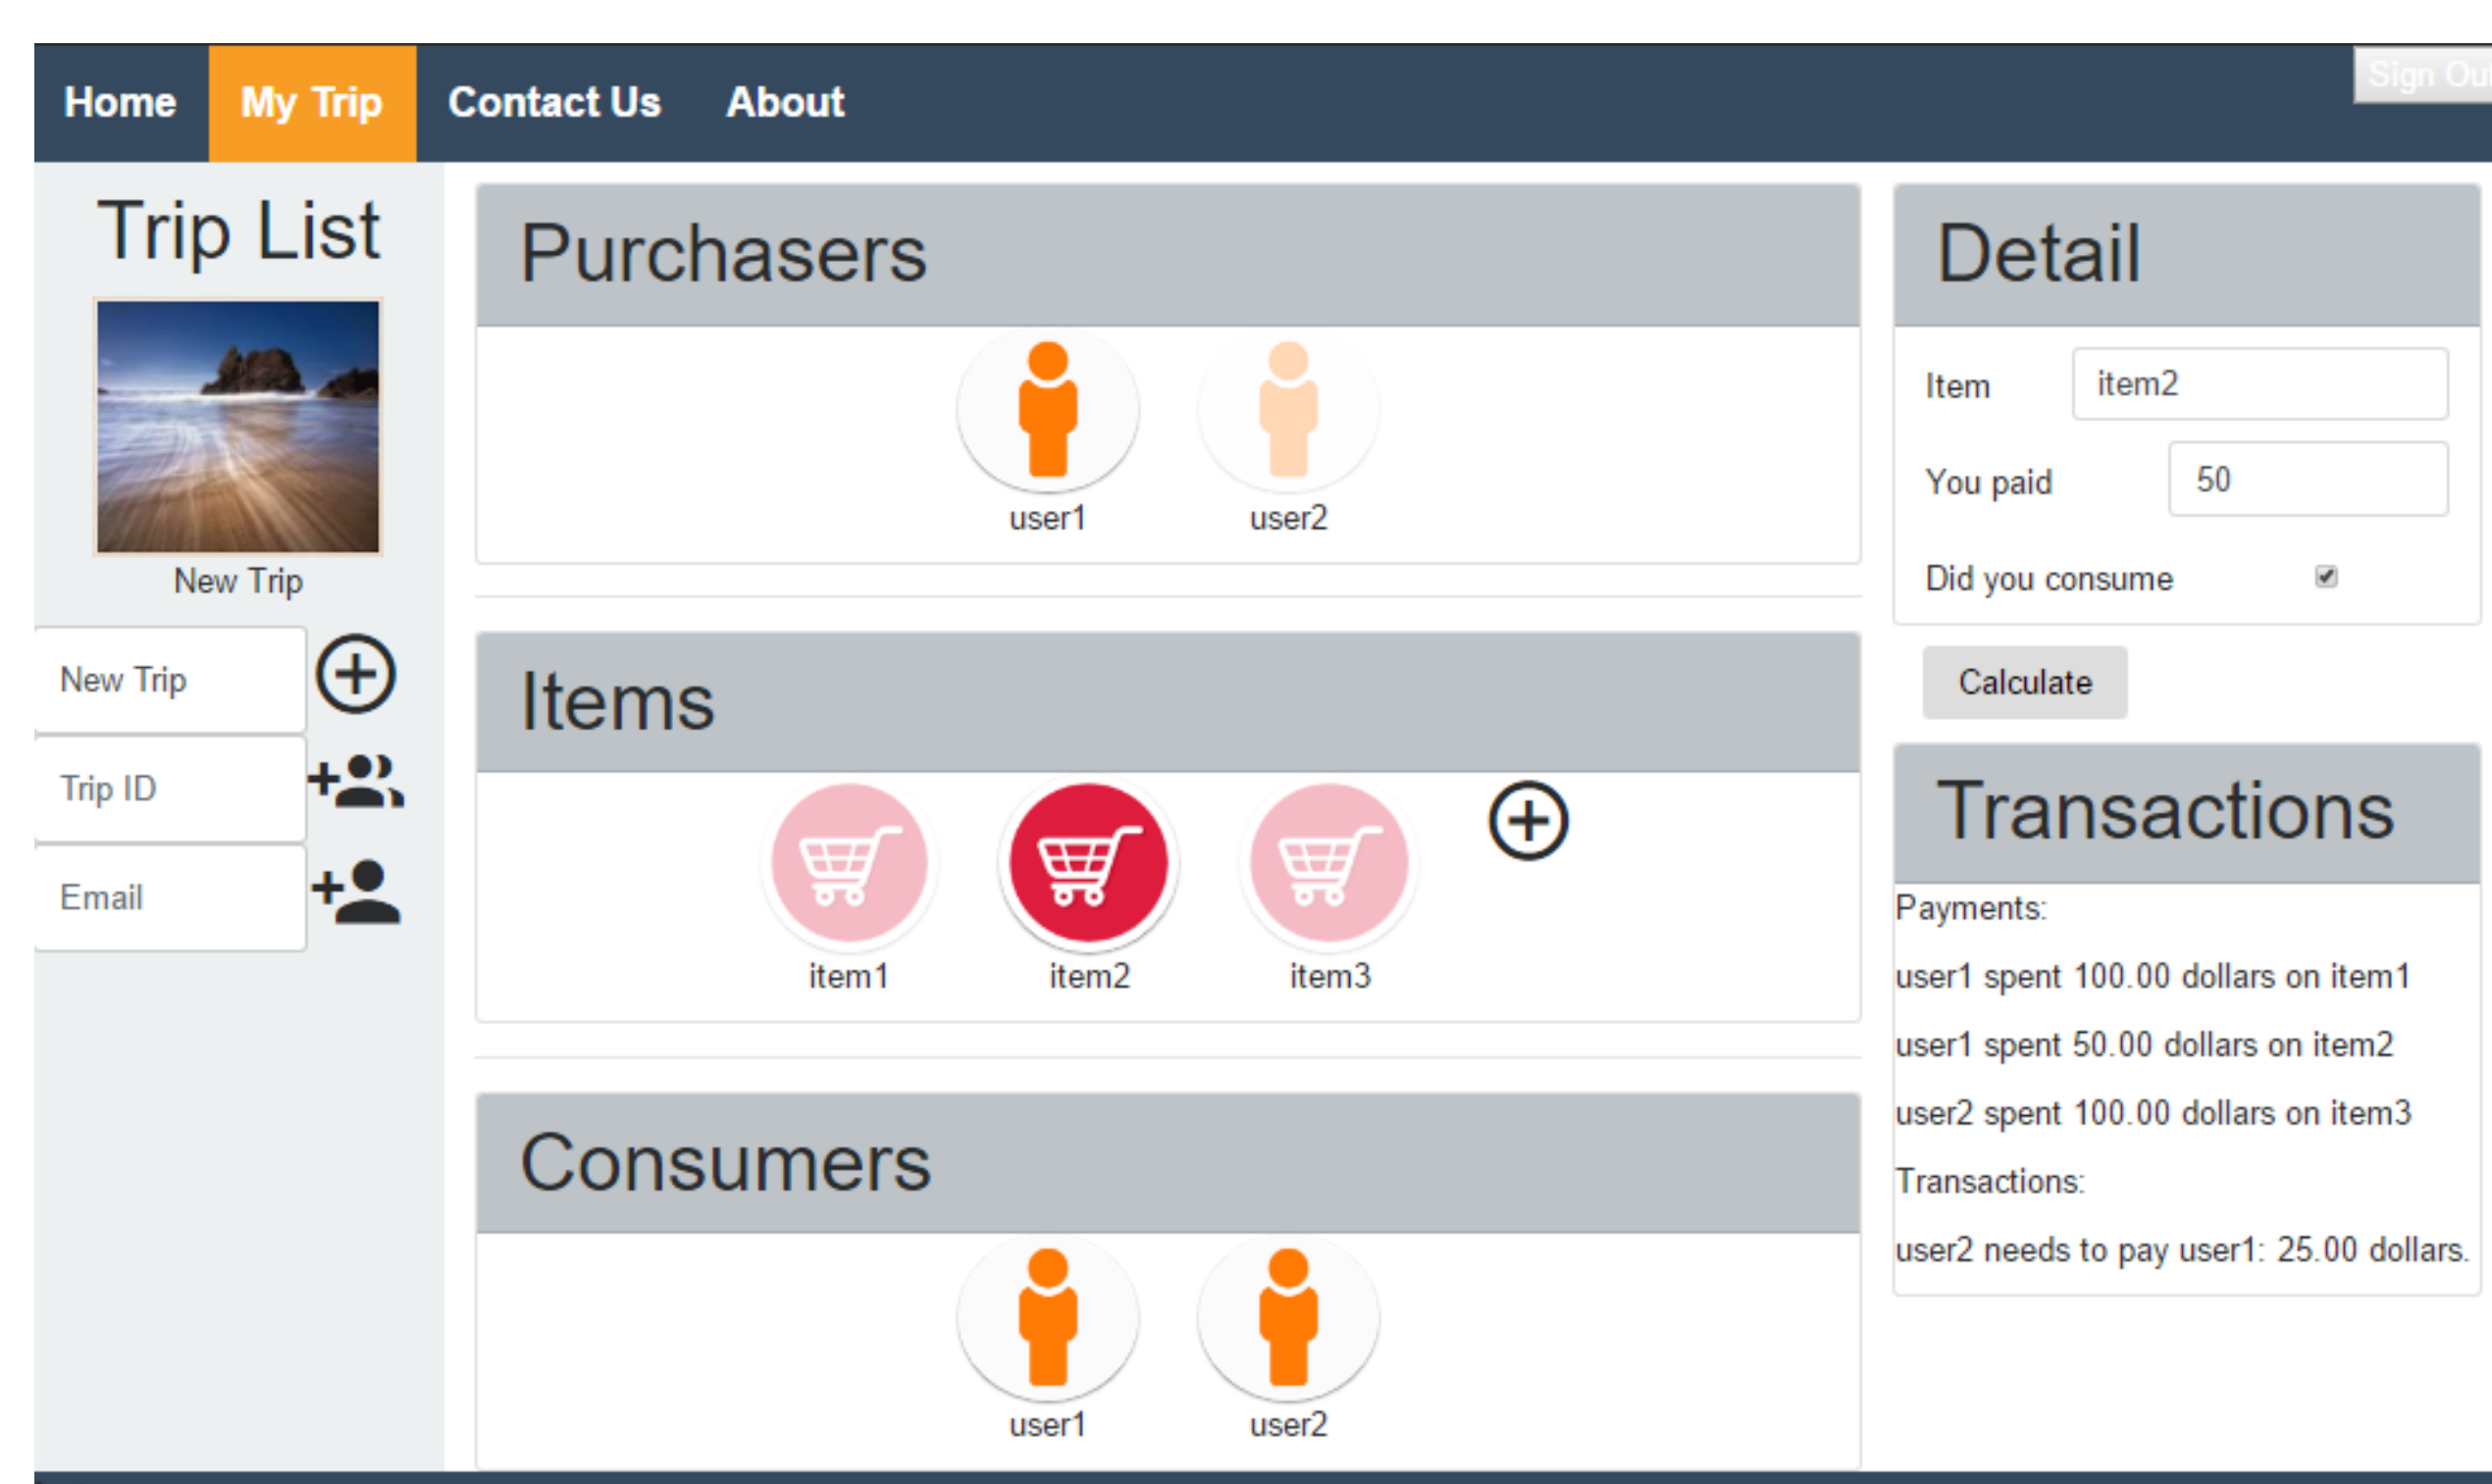 Home My Trip Contact Us About Sign Out
Trip List
New Trip
New Trip
Trip ID
Email
Purchasers
user1 user2
Items
item1 item2 item3
Consumers
user1 user2
Detail
Item item2
You paid 50
Did you consume
Calculate
Transactions
Payments:
user1 spent 100.00 dollars on item1
user1 spent 50.00 dollars on item2
user2 spent 100.00 dollars on item3
Transactions:
user2 needs to pay user1: 25.00 dollars.